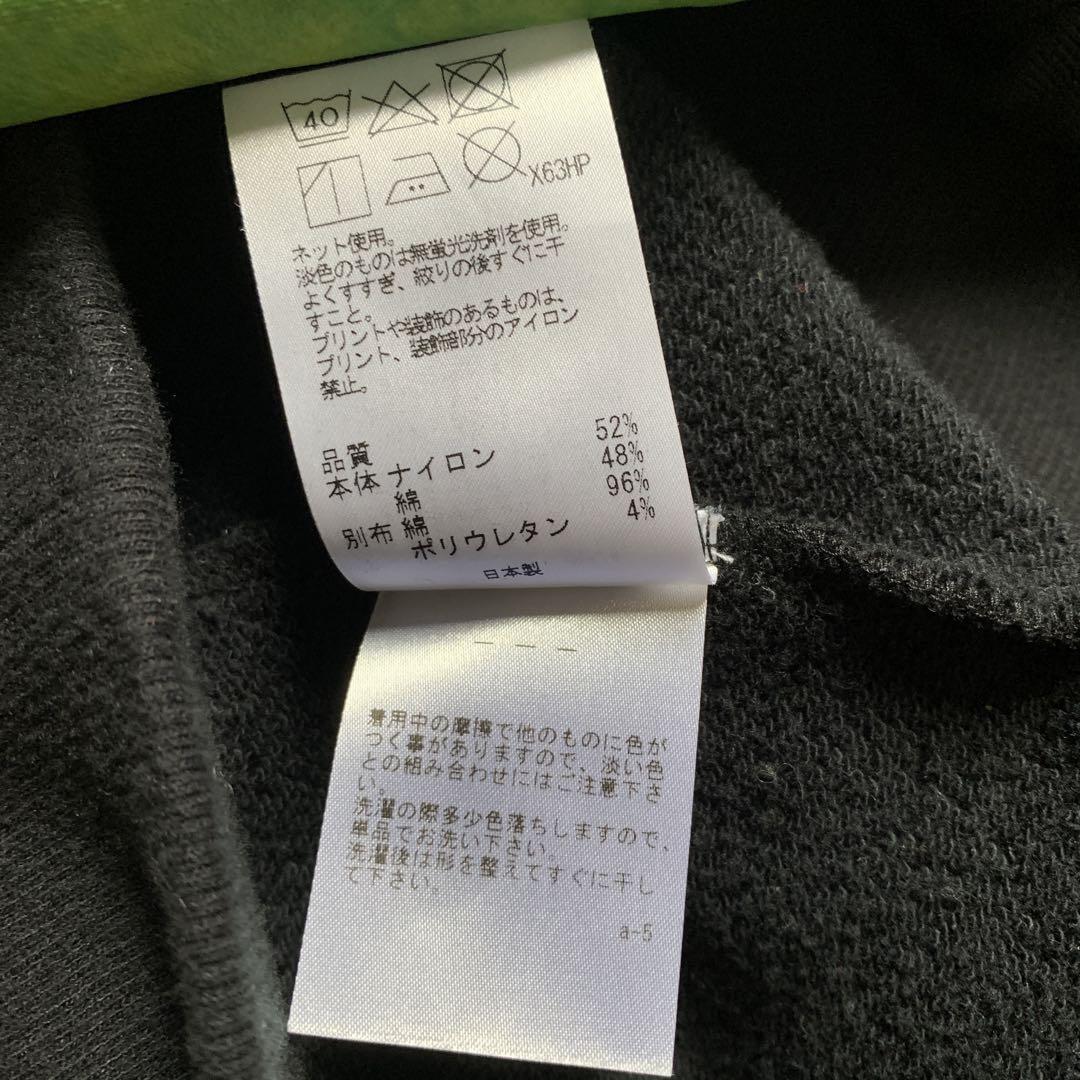 40
X63HP
ネット使用。
淡色のものは無蛍光洗剤を使用。
よくすすぎ、絞りの後すぐに干
すこと。
プリントや装飾のあるものは、
プリント、装飾部分のアイロン
禁止。
品質
本体 ナイロン 52%
綿 48%
別布 綿 96%
ポリウレタン 4%
日本製
着用中の摩擦で他のものに色が
つく事がありますので、淡い色
との組み合わせにはご注意下さ
い。
洗濯の際多少色落ちしますので、
単品でお洗い下さい。
洗濯後は形を整えてすぐに干し
て下さい。
a-5